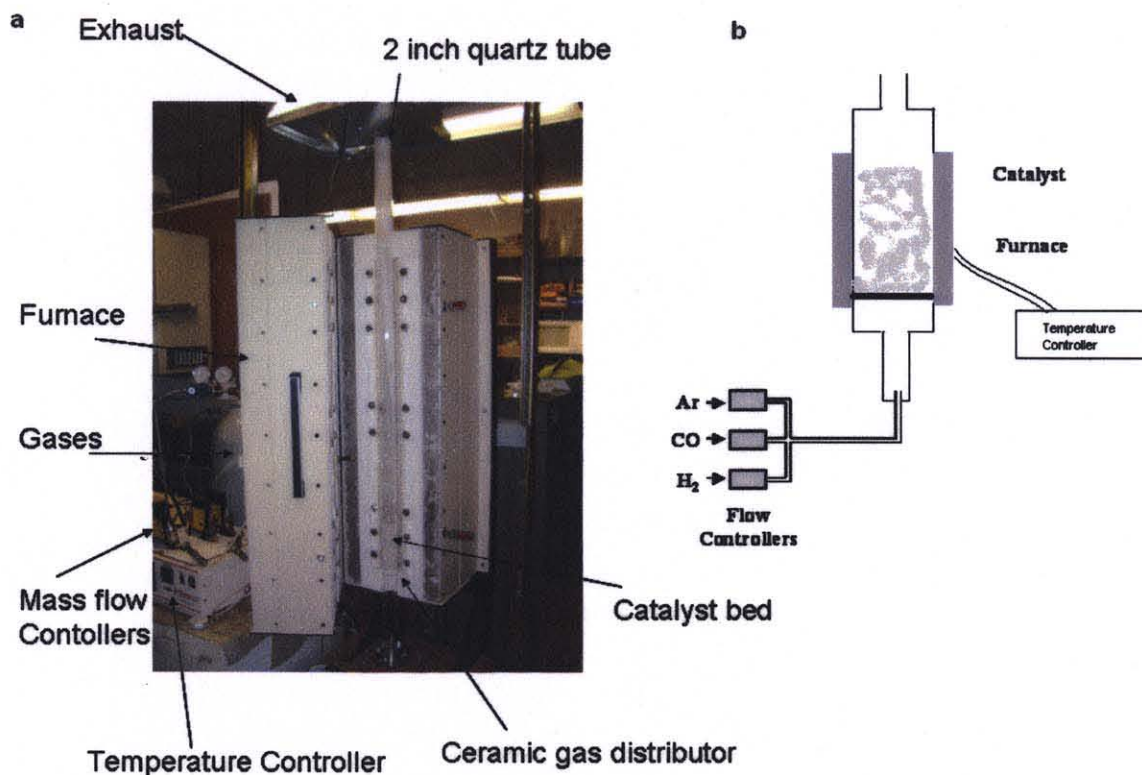 a
Exhaust
2 inch quartz tube
Furnace
Gases
Mass flow
Contollers
Temperature Controller
Catalyst bed
Ceramic gas distributor
b
Catalyst
Furnace
Temperature
Controller
Ar
CO
H₂
Flow
Controllers